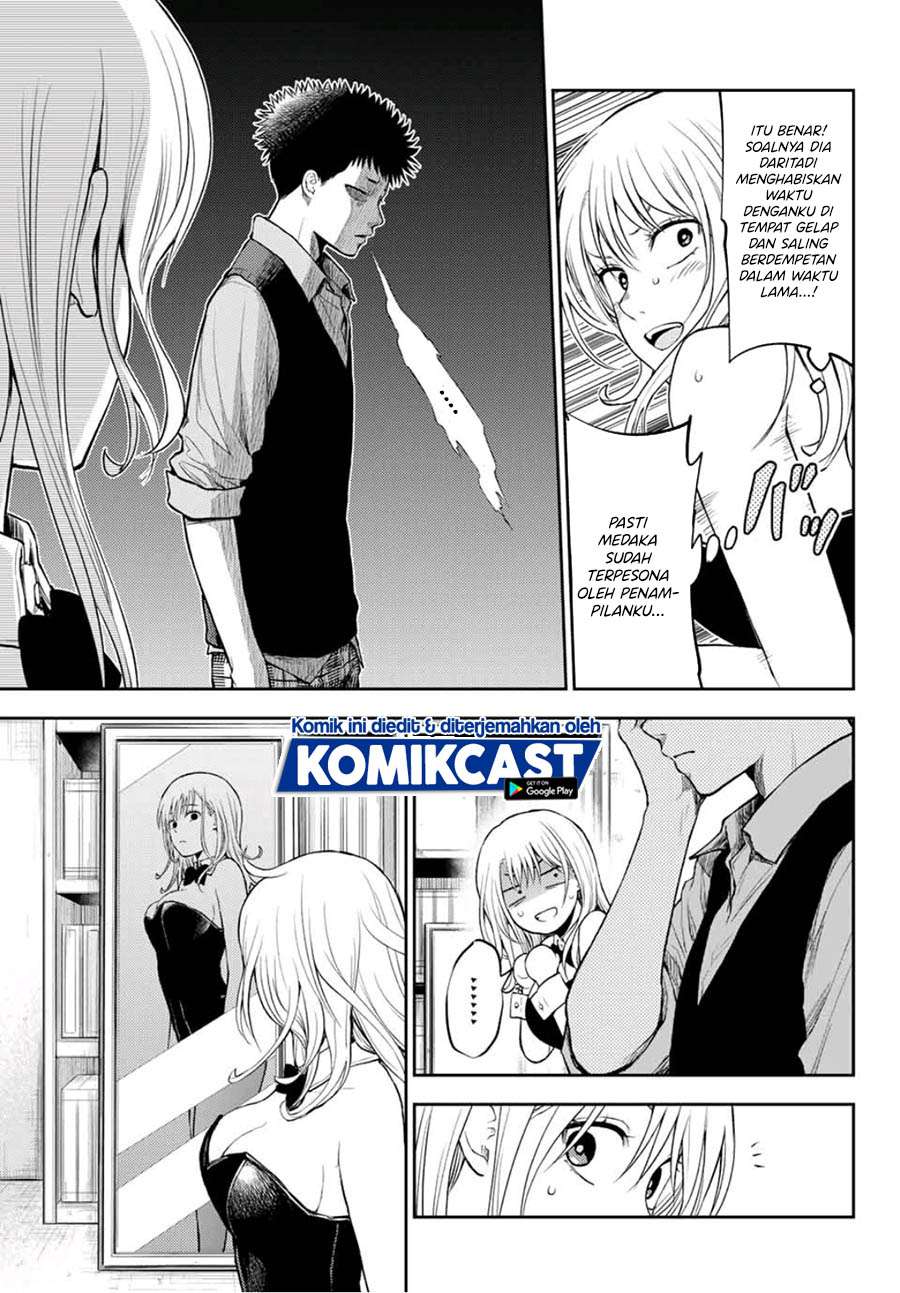 ITU BENAR!
SOALNYA DIA
DARITADI
MENGHABISKAN
WAKTU
DENGANKU DI
TEMPAT GELAP
DAN SALING
BERDEMPETAN
DALAM WAKTU
LAMA...!
PASTI
MEDAKA
SUDAH
TERPESONA
OLEH PENAM-
PILANKU...
....
Komik ini diedit & diterjemahkan oleh
KOMIKCAST
GET IT ON
Google Play